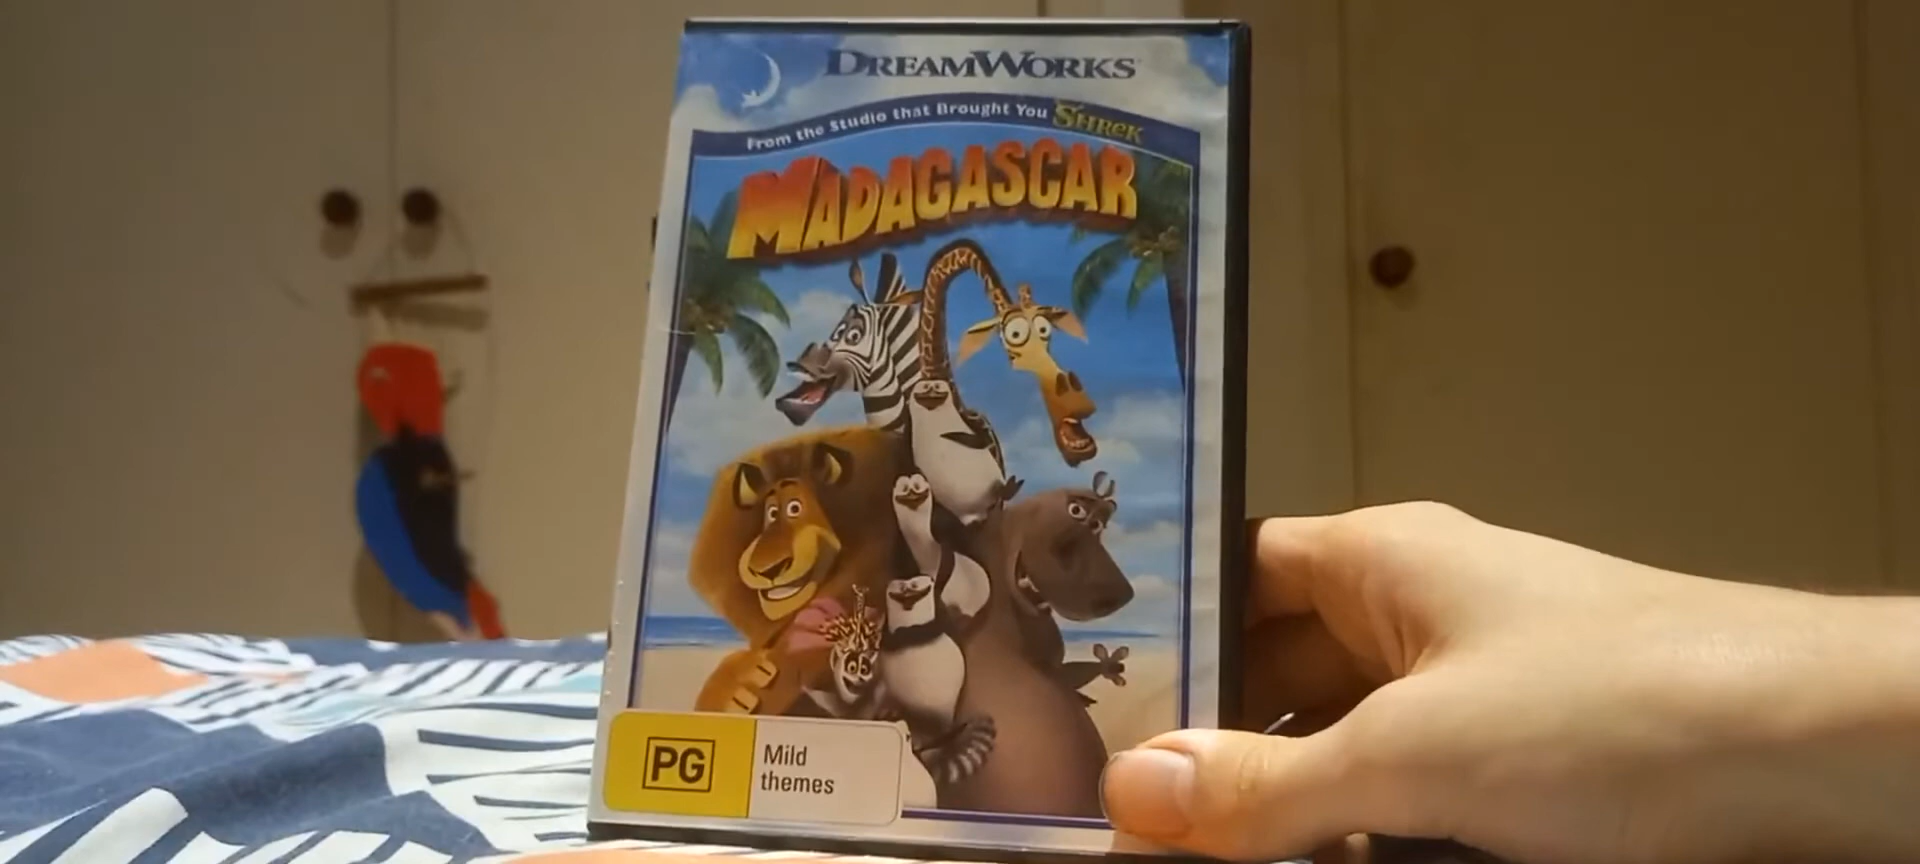 DREAMWORKS
From the Studio that Brought You SHREK
MADAGASCAR
PG
Mild
themes